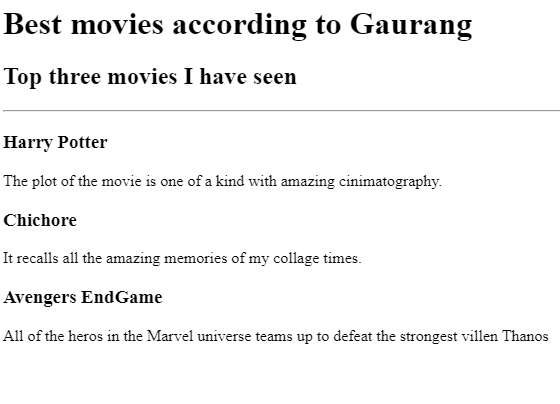 Best movies according to Gaurang
Top three movies I have seen
Harry Potter
The plot of the movie is one of a kind with amazing cinimatography.
Chichore
It recalls all the amazing memories of my collage times.
Avengers EndGame
All of the heros in the Marvel universe teams up to defeat the strongest villen Thanos